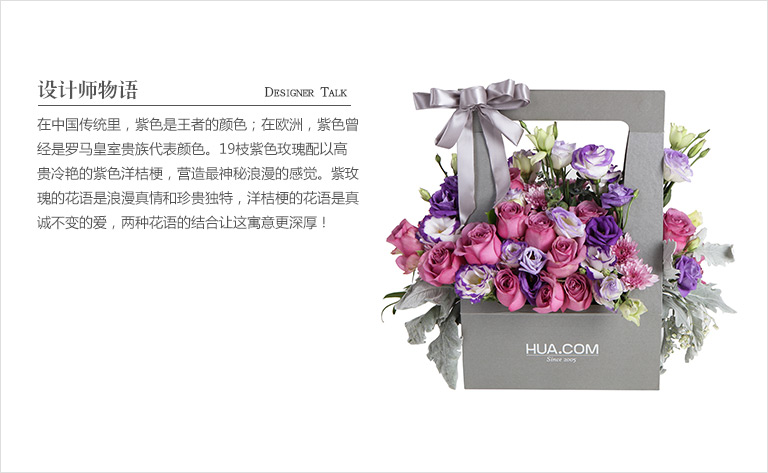 设计师物语
DESIGNER TALK
在中国传统里，紫色是王者的颜色；在欧洲，紫色曾
经是罗马皇室贵族代表颜色。19枝紫色玫瑰配以高
贵冷艳的紫色洋桔梗，营造最神秘浪漫的感觉。紫玫
瑰的花语是浪漫真情和珍贵独特，洋桔梗的花语是真
诚不变的爱，两种花语的结合让这寓意更深厚！
HUA.COM
Since 2005